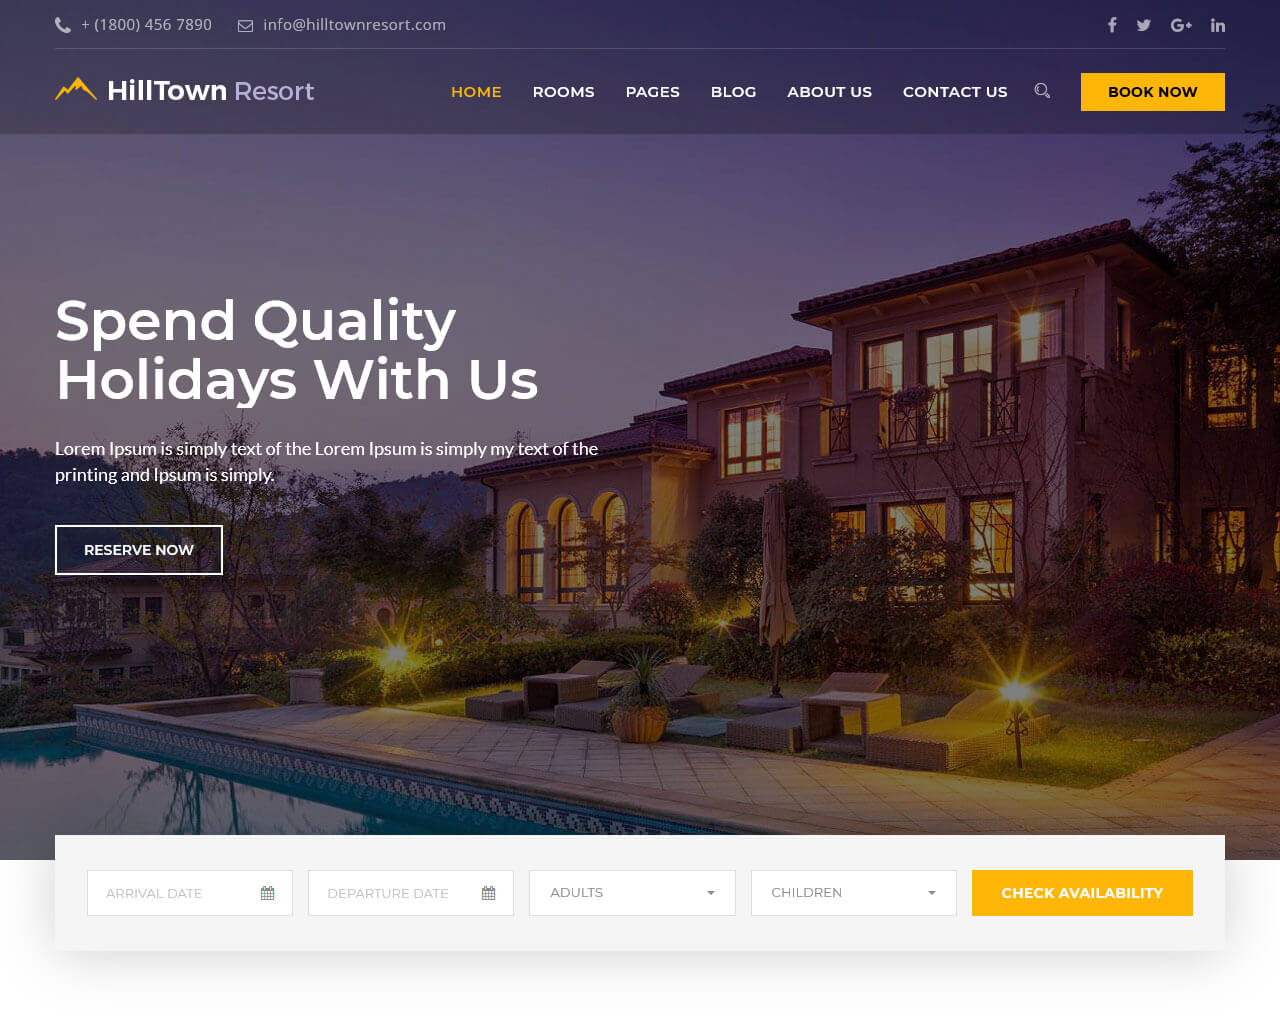 + (1800) 456 7890 info@hilltownresort.com
HillTown Resort
HOME ROOMS PAGES BLOG ABOUT US CONTACT US BOOK NOW
Spend Quality
Holidays With Us
Lorem Ipsum is simply text of the Lorem Ipsum is simply my text of the
printing and Ipsum is simply.
RESERVE NOW
ARRIVAL DATE DEPARTURE DATE ADULTS CHILDREN CHECK AVAILABILITY